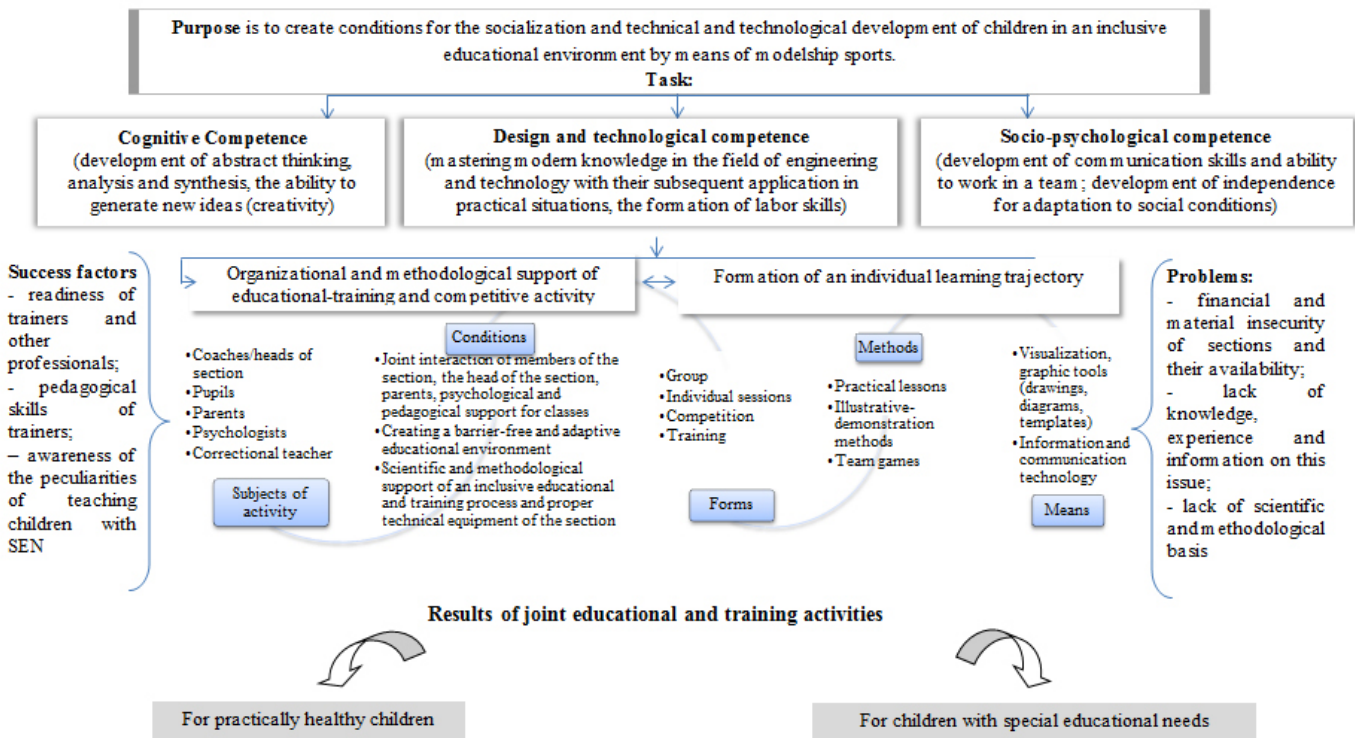 Purpose is to create conditions for the socialization and technical and technological development of children in an inclusive
educational environment by means of modelship sports.
Task:
Cognitive Competence
(development of abstract thinking,
analysis and synthesis, the ability to
generate new ideas (creativity)
Design and technological competence
(mastering modern knowledge in the field of engineering
and technology with their subsequent application in
practical situations, the formation of labor skills)
Socio-psychological competence
(development of communication skills and ability
to work in a team; development of independence
for adaptation to social conditions)
Success factors
- readiness of
trainers and
other
professionals;
- pedagogical
skills of
trainers;
– awareness of
the peculiarities
of teaching
children with
SEN
Organizational and methodological support of
educational-training and competitive activity
Formation of an individual learning trajectory
•Coaches/heads of
section
•Pupils
•Parents
•Psychologists
•Correctional teacher
Subjects of
activity
Conditions
•Joint interaction of members of the
section, the head of the section,
parents, psychological and
pedagogical support for classes
•Creating a barrier-free and adaptive
educational environment
•Scientific and methodological
support of an inclusive educational
and training process and proper
technical equipment of the section
•Group
•Individual sessions
•Competition
•Training
Forms
Methods
•Practical lessons
•Illustrative-
demonstration
methods
•Team games
•Visualization,
graphic tools
(drawings,
diagrams,
templates)
•Information and
communication
technology
Means
Problems:
- financial and
material insecurity
of sections and
their availability;
- lack of
knowledge,
experience and
information on this
issue;
- lack of scientific
and methodological
basis
Results of joint educational and training activities
For practically healthy children
For children with special educational needs